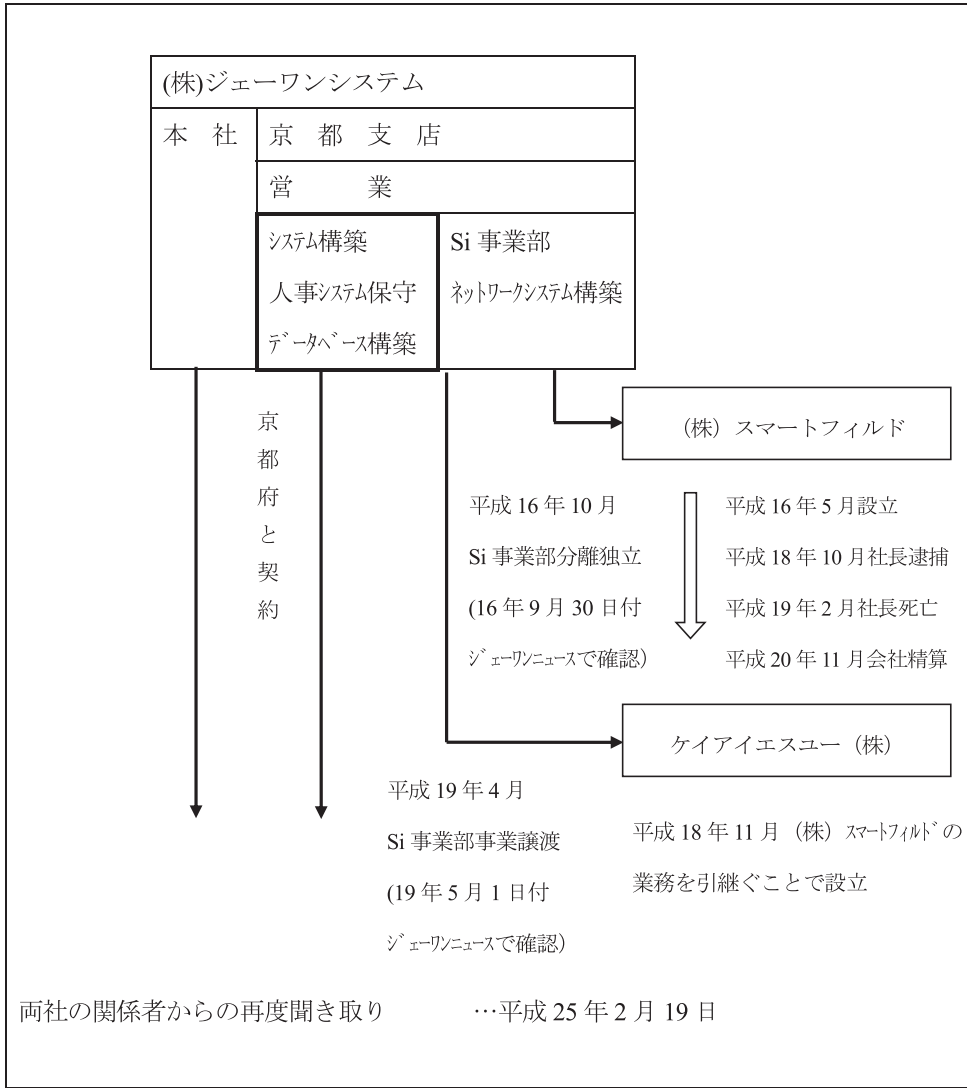 (株)ジェーワンシステム
本 社
京 都 支 店
営 業
システム構築
人事システム保守
データベース構築
Si 事業部
ネットワークシステム構築
京都府と契約
(株) スマートフィルド
平成 16 年 10 月
Si 事業部分離独立
(16 年 9 月 30 日付
ジェーワンニュースで確認)
平成 16 年 5 月設立
平成 18 年 10 月社長逮捕
平成 19 年 2 月社長死亡
平成 20 年 11 月会社精算
ケイアイエスユー (株)
平成 19 年 4 月
Si 事業部事業譲渡
(19 年 5 月 1 日付
ジェーワンニュースで確認)
平成 18 年 11 月 (株) スマートフィルドの
業務を引継ぐことで設立
両社の関係者からの再度聞き取り …平成 25 年 2 月 19 日